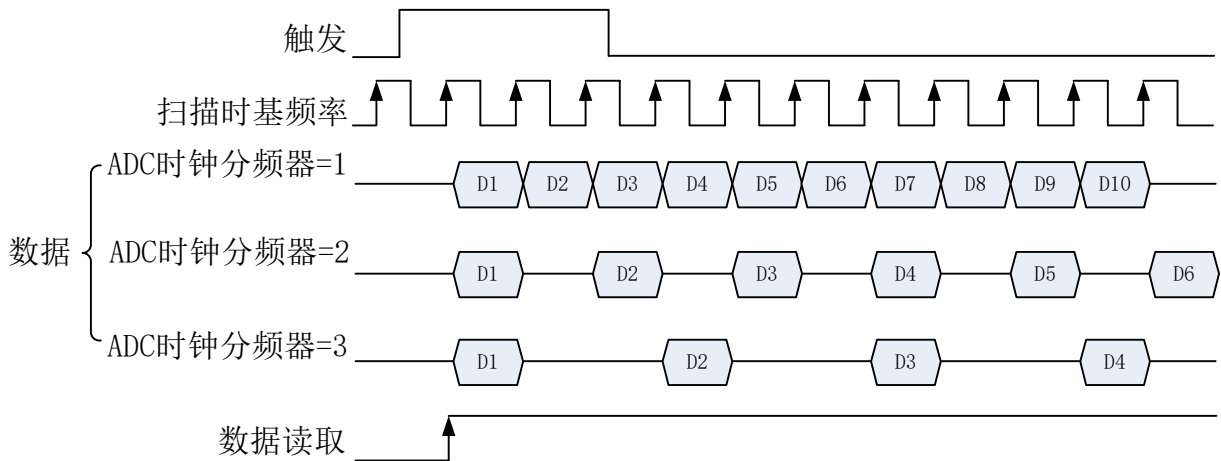 触发
扫描时基频率
数据
ADC时钟分频器=1
D1 D2 D3 D4 D5 D6 D7 D8 D9 D10
ADC时钟分频器=2
D1 D2 D3 D4 D5 D6
ADC时钟分频器=3
D1 D2 D3 D4
数据读取